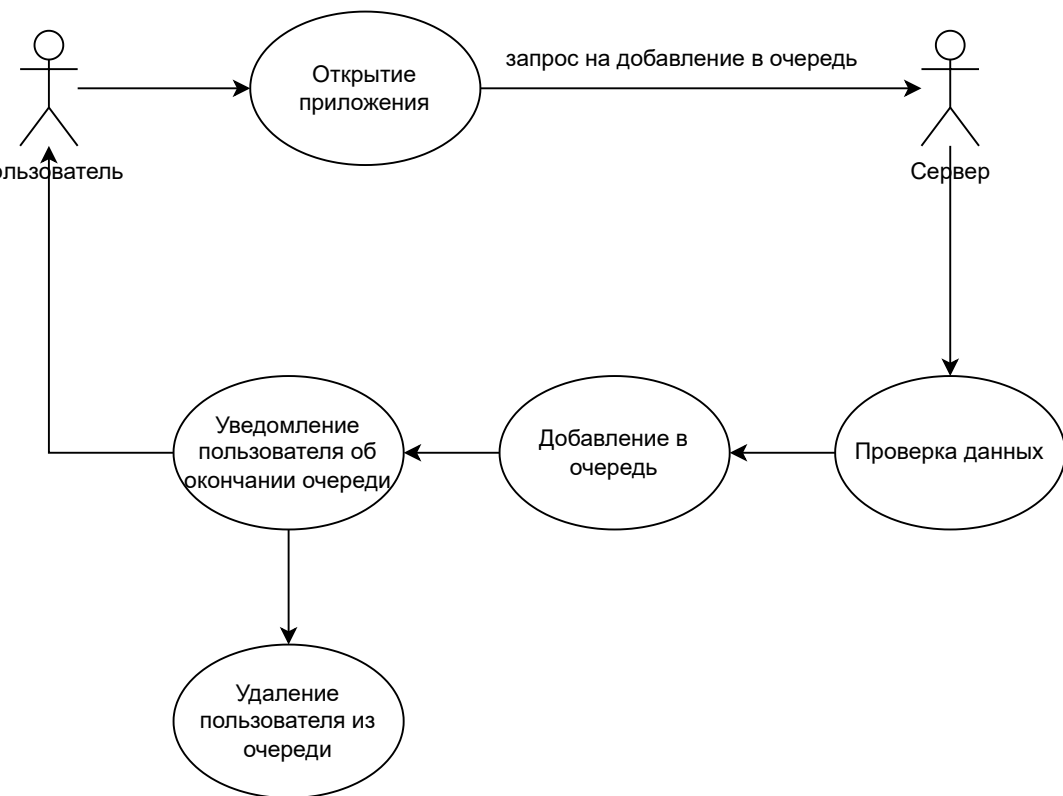 Открытие
приложения
запрос на добавление в очередь
ользователь
Сервер
Уведомление
пользователя об
окончании очереди
Добавление в
очередь
Проверка данных
Удаление
пользователя из
очереди